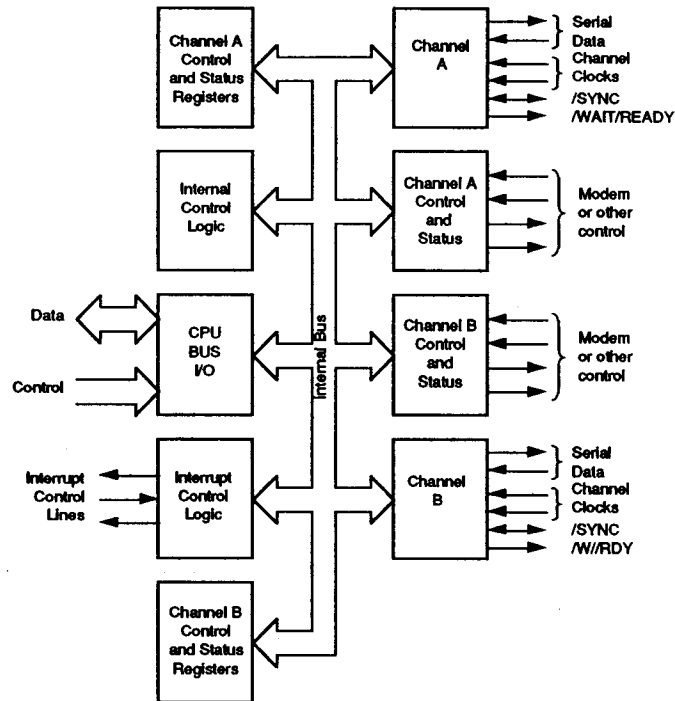 Channel A
Control
and Status
Registers
Channel
A
Serial
Data
Channel
Clocks
/SYNC
/WAIT/READY
Internal
Control
Logic
Channel A
Control
and
Status
Modem
or other
control
Data
Control
CPU
BUS
I/O
Internal Bus
Channel B
Control
and
Status
Modem
or other
control
Interrupt
Control
Lines
Interrupt
Control
Logic
Channel
B
Serial
Data
Channel
Clocks
/SYNC
/W//RDY
Channel B
Control
and Status
Registers